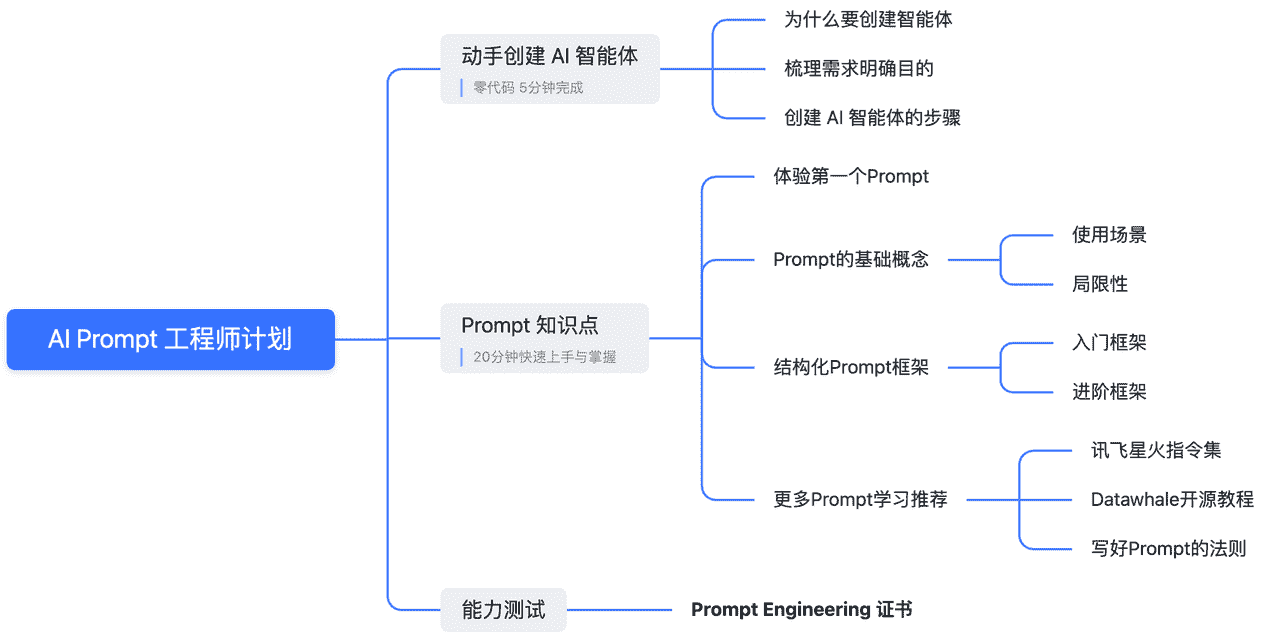 AI Prompt 工程师计划
动手创建 AI 智能体
零代码 5分钟完成
为什么要创建智能体
梳理需求明确目的
创建 AI 智能体的步骤
Prompt 知识点
20分钟快速上手与掌握
体验第一个Prompt
Prompt的基础概念
使用场景
局限性
结构化Prompt框架
入门框架
进阶框架
更多Prompt学习推荐
讯飞星火指令集
Datawhale开源教程
写好Prompt的法则
能力测试
Prompt Engineering 证书